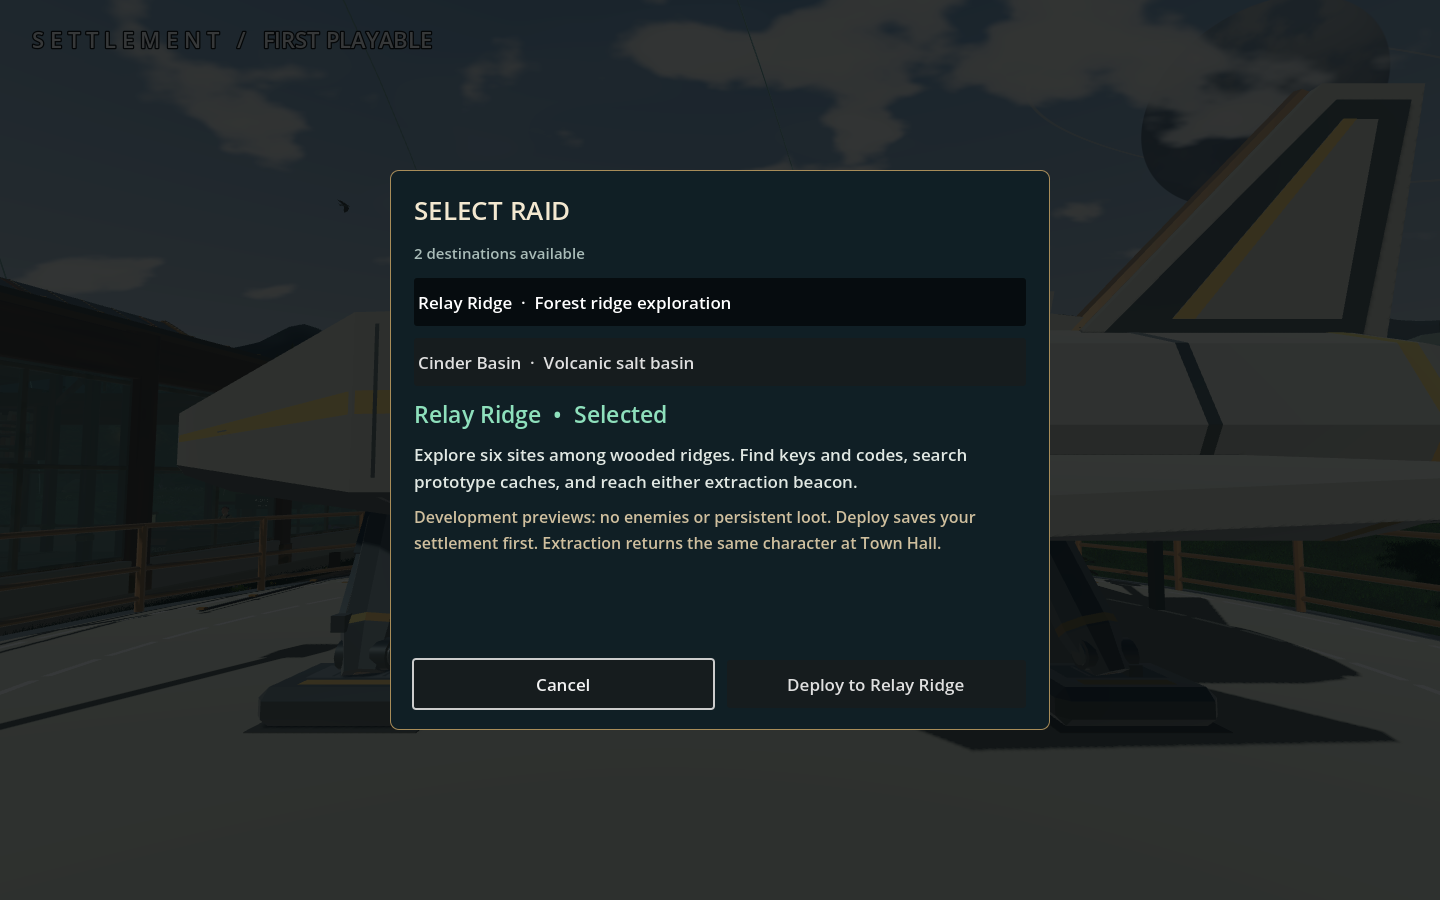 SETTLEMENT / FIRST PLAYABLE
SELECT RAID
2 destinations available
Relay Ridge · Forest ridge exploration
Cinder Basin · Volcanic salt basin
Relay Ridge • Selected
Explore six sites among wooded ridges. Find keys and codes, search
prototype caches, and reach either extraction beacon.
Development previews: no enemies or persistent loot. Deploy saves your
settlement first. Extraction returns the same character at Town Hall.
Cancel
Deploy to Relay Ridge